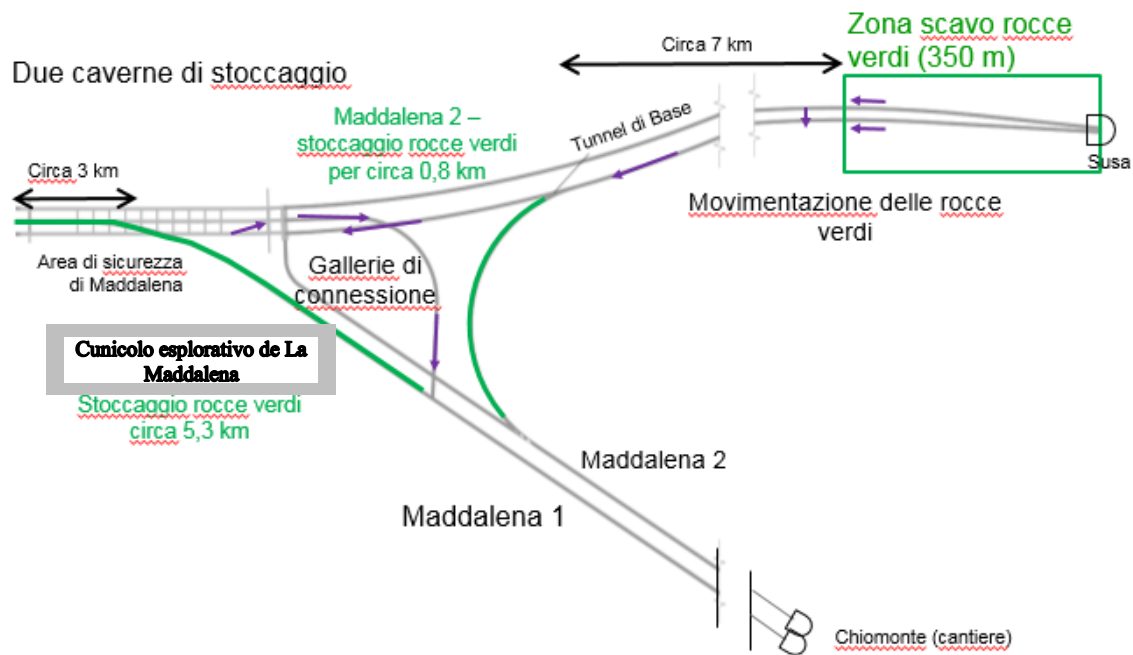 Zona scavo rocce
verdi (350 m)
Circa 7 km
Due caverne di stoccaggio
Maddalena 2 –
stoccaggio rocce verdi
per circa 0,8 km
Tunnel di Base
Susa
Circa 3 km
Movimentazione delle rocce
verdi
Area di sicurezza
di Maddalena
Gallerie di
connessione
Cunicolo esplorativo de La
Maddalena
Stoccaggio rocce verdi
circa 5,3 km
Maddalena 2
Maddalena 1
Chiomonte (cantiere)